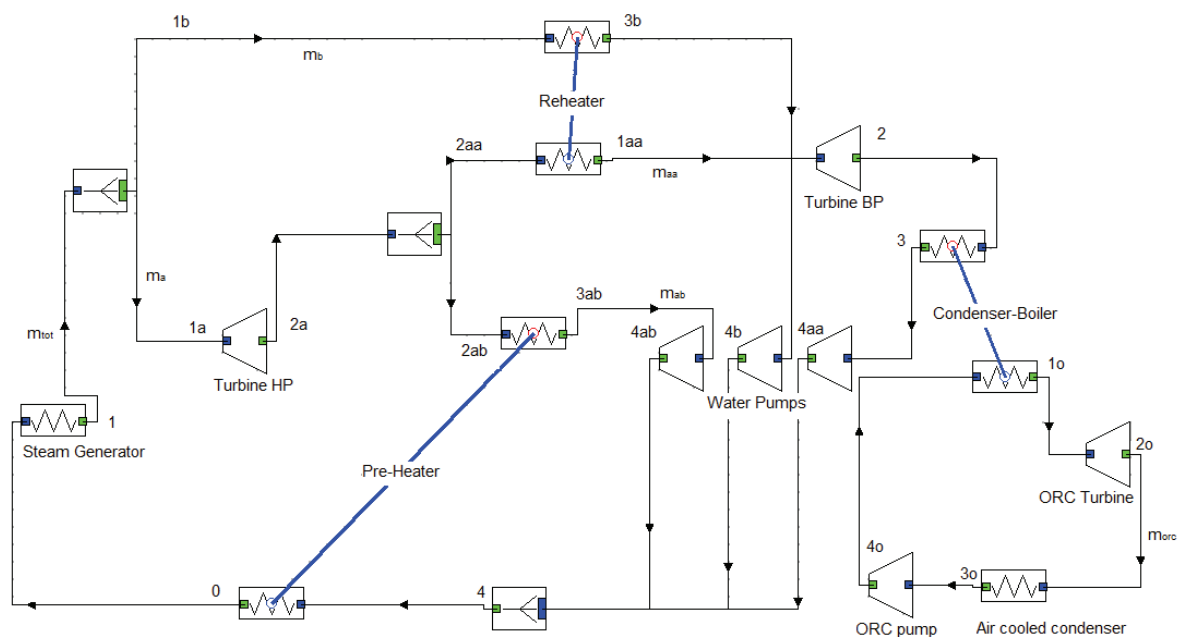 1b
3b
mb
Reheater
2aa
1aa
2
maa
Turbine BP
3
ma
3ab
mab
Condenser-Boiler
1a
2a
4ab
4b
4aa
mtot
2ab
1o
Turbine HP
Water Pumps
1
Steam Generator
2o
Pre-Heater
ORC Turbine
morc
4o
3o
0
4
ORC pump
Air cooled condenser